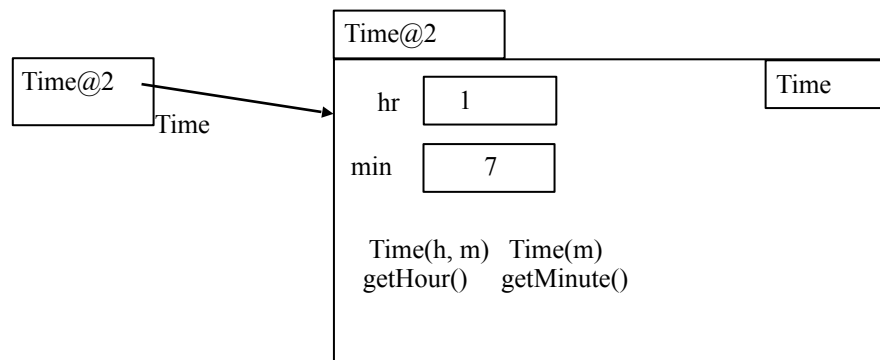 Time@2
Time@2
Time
hr 1
Time
min 7
Time(h, m) Time(m)
getHour() getMinute()